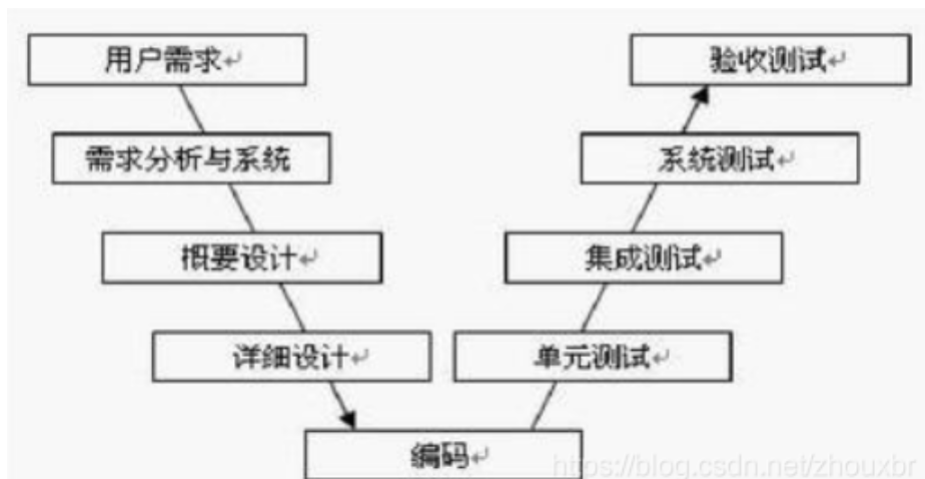 用户需求
验收测试
需求分析与系统
系统测试
概要设计
集成测试
详细设计
单元测试
编码
https://blog.csdn.net/zhouxbr